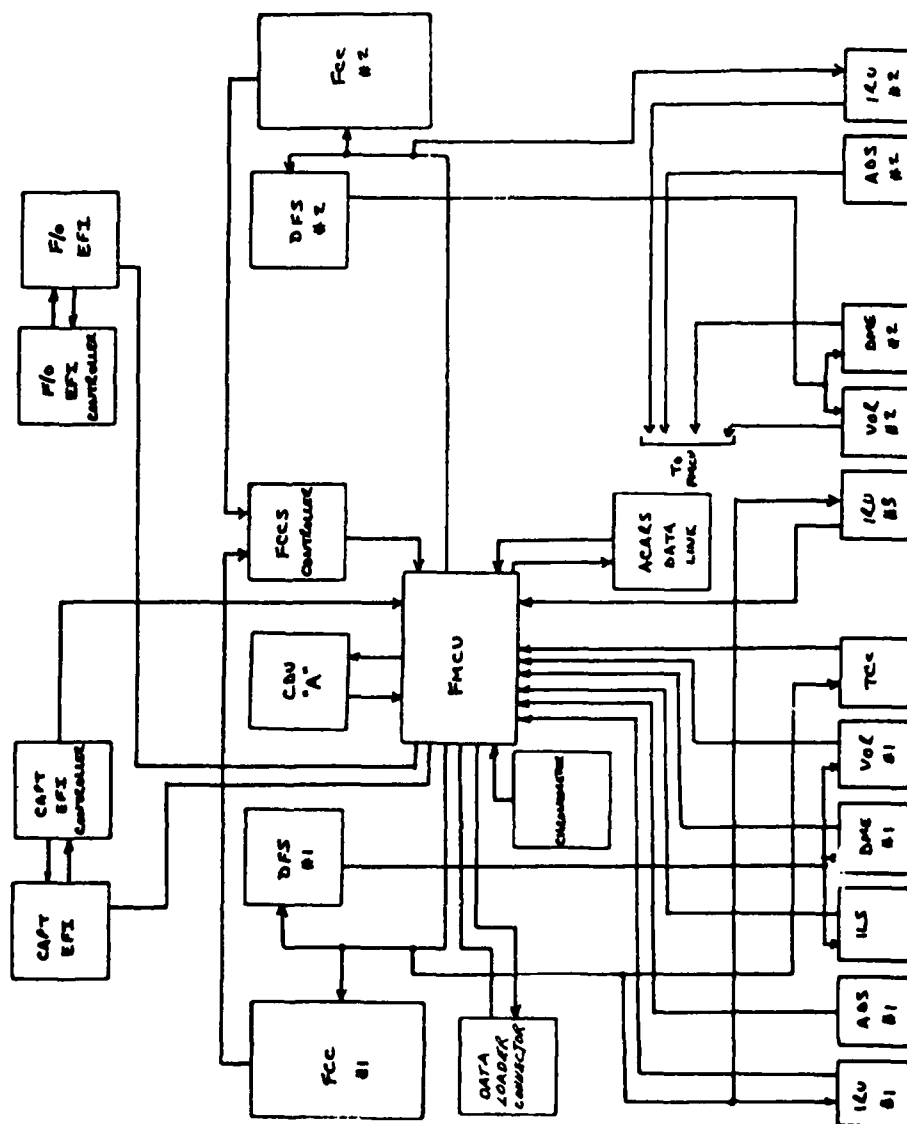 CAPT
EFI
CAPT
EFI
CONTROLLER
F/O
EFI
CONTROLLER
F/O
EFI
FCC
#1
DFS
#1
CDU
"A"
FCCS
CONTROLLER
DFS
#2
FCC
#2
DATA
LOADER
CONNECTOR
CHRONOMETER
FMCU
ACARS
DATA
LINK
TO
FMCU
IRU
#1
ADS
#1
ILS
DME
#1
VOR
#1
TCC
IRU
#3
VOR
#2
DME
#2
ADS
#2
IRU
#2